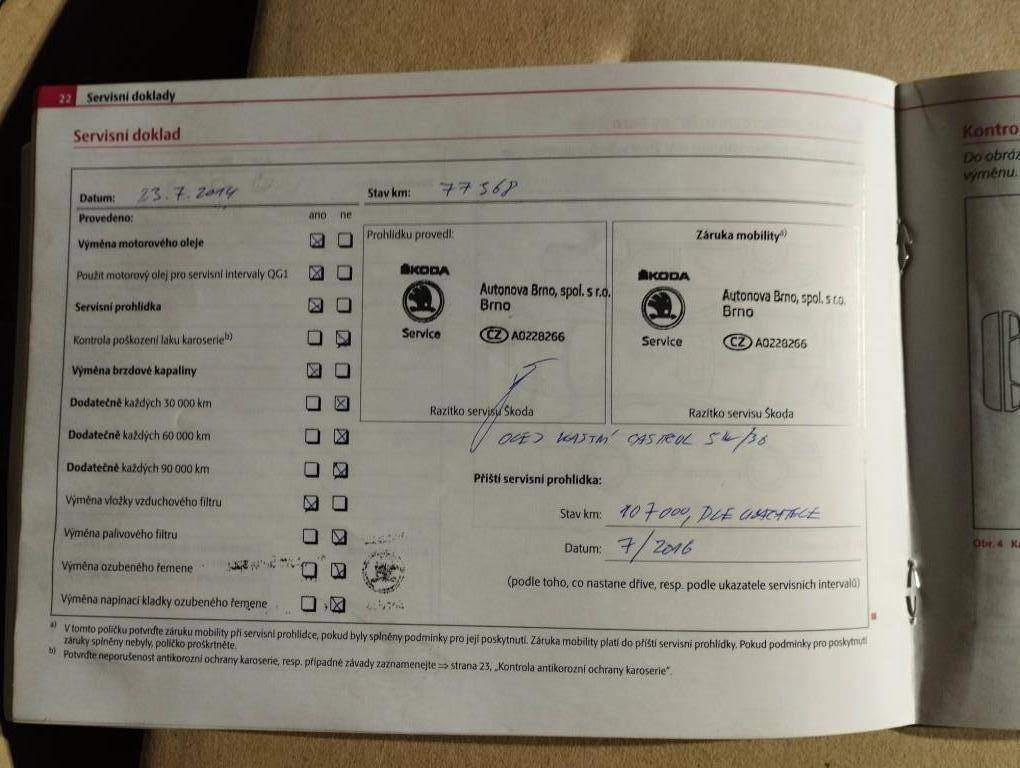 22 Servisní doklady
Servisní doklad
Datum: 23.7.2014 Stav km: 77568
Provedeno: ano ne
Výměna motorového oleje
Použit motorový olej pro servisní intervaly QG1
Servisní prohlídka
Kontrola poškození laku karoserie b)
Výměna brzdové kapaliny
Dodatečně každých 30 000 km
Dodatečně každých 60 000 km
Dodatečně každých 90 000 km
Výměna vložky vzduchového filtru
Výměna palivového filtru
Výměna ozubeného řemene
Výměna napínací kladky ozubeného řemene
Prohlídku provedl:
ŠKODA
Autonova Brno, spol. s r.o.
Brno
Service CZ A0228266
Razítko servisu Škoda
Záruka mobility a)
ŠKODA
Autonova Brno, spol. s r.o.
Brno
Service CZ A0228266
Razítko servisu Škoda
OLEJ VLASTNÍ CASTROL 5W/30
Příští servisní prohlídka:
Stav km: 107000, DLE UKAZATELE
Datum: 7/2016
(podle toho, co nastane dříve, resp. podle ukazatele servisních intervalů)
a) V tomto políčku potvrďte záruku mobility při servisní prohlídce, pokud byly splněny podmínky pro její poskytnutí. Záruka mobility platí do příští servisní prohlídky. Pokud podmínky pro poskytnutí
záruky splněny nebyly, políčko proškrtněte.
b) Potvrďte neporušenost antikorozní ochrany karoserie, resp. případné závady zaznamenejte ⇒ strana 23, „Kontrola antikorozní ochrany karoserie“.
Kontro
Do obráz
výměnu.
Obr. 4 Ka